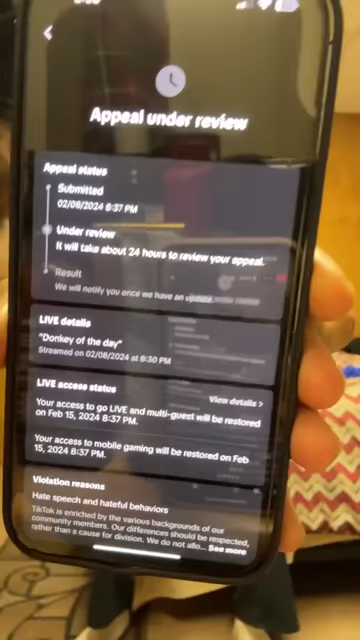 Appeal under review
Appeal status
Submitted
02/08/2024 8:37 PM
Under review
It will take about 24 hours to review your appeal.
Result
We will notify you once we have an update.
LIVE details
"Donkey of the day"
Streamed on 02/08/2024 at 8:30 PM
LIVE access status
View details >
Your access to go LIVE and multi-guest will be restored
on Feb 15, 2024 8:37 PM.
Your access to mobile gaming will be restored on Feb
15, 2024 8:37 PM.
Violation reasons
Hate speech and hateful behaviors
TikTok is enriched by the various backgrounds of our
community members. Our differences should be respected,
rather than a cause for division. We do not allo... See more